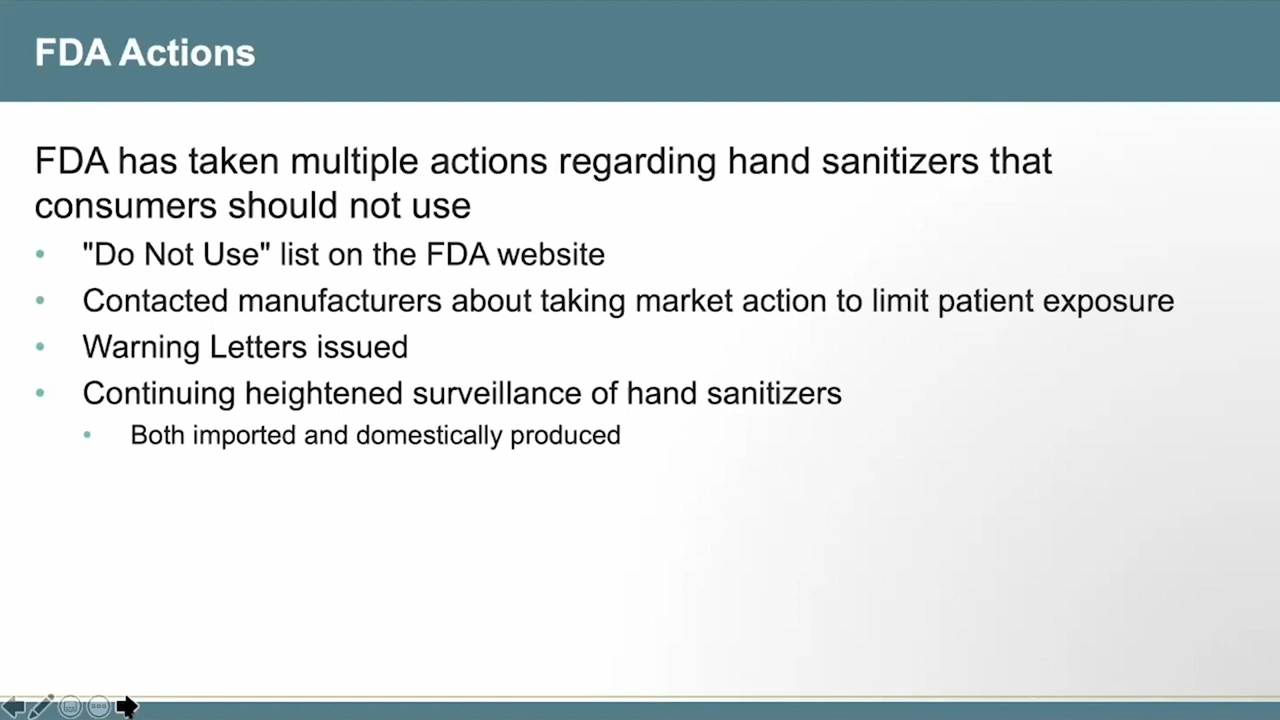 FDA Actions
FDA has taken multiple actions regarding hand sanitizers that
consumers should not use
• "Do Not Use" list on the FDA website
• Contacted manufacturers about taking market action to limit patient exposure
• Warning Letters issued
• Continuing heightened surveillance of hand sanitizers
• Both imported and domestically produced